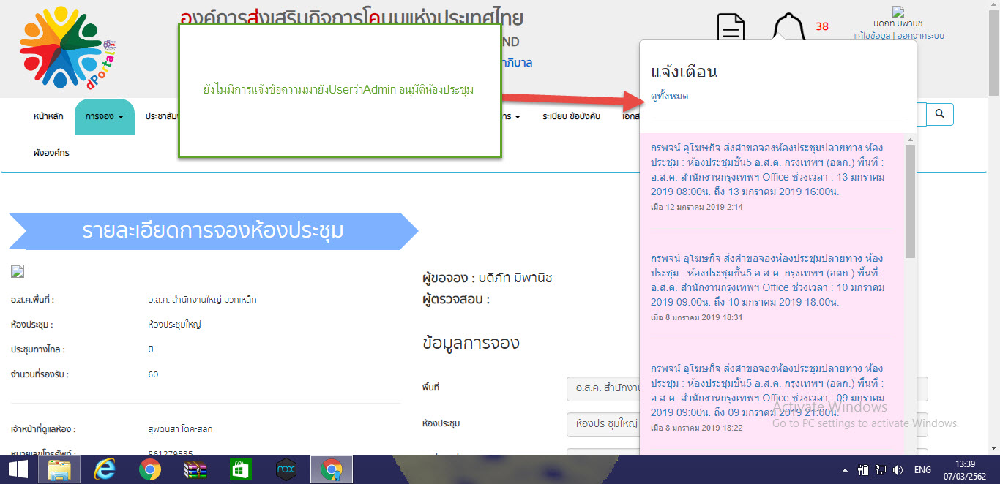 องค์การส่งเสริมกิจการโคนมแห่งประเทศไทย
ND
าภิบาล
dPortal
38
บดิภัท มีพานิช
แก้ไขข้อมูล | ออกจากระบบ
ยังไม่มีการแจ้งข้อความมายังUserว่าAdmin อนุมัติห้องประชุม
หน้าหลัก
การจอง
ประชาสัม
าร
ระเบียบ ข้อบังคับ
เอกส
ผังองค์กร
แจ้งเตือน
ดูทั้งหมด
กรพจน์ อุโฆษกิจ ส่งคำขอจองห้องประชุมปลายทาง ห้อง
ประชุม : ห้องประชุมชั้น5 อ.ส.ค. กรุงเทพฯ (อตก.) พื้นที่ :
อ.ส.ค. สำนักงานกรุงเทพฯ Office ช่วงเวลา : 13 มกราคม
2019 08:00น. ถึง 13 มกราคม 2019 16:00น.
เมื่อ 12 มกราคม 2019 2:14
กรพจน์ อุโฆษกิจ ส่งคำขอจองห้องประชุมปลายทาง ห้อง
ประชุม : ห้องประชุมชั้น5 อ.ส.ค. กรุงเทพฯ (อตก.) พื้นที่ :
อ.ส.ค. สำนักงานกรุงเทพฯ Office ช่วงเวลา : 10 มกราคม
2019 09:00น. ถึง 10 มกราคม 2019 18:00น.
เมื่อ 8 มกราคม 2019 18:31
กรพจน์ อุโฆษกิจ ส่งคำขอจองห้องประชุมปลายทาง ห้อง
ประชุม : ห้องประชุมชั้น5 อ.ส.ค. กรุงเทพฯ (อตก.) พื้นที่ :
อ.ส.ค. สำนักงานกรุงเทพฯ Office ช่วงเวลา : 09 มกราคม
2019 09:00น. ถึง 09 มกราคม 2019 21:00น.
เมื่อ 8 มกราคม 2019 18:22
รายละเอียดการจองห้องประชุม
อ.ส.ค.พื้นที่ : อ.ส.ค. สำนักงานใหญ่ มวกเหล็ก
ห้องประชุม : ห้องประชุมใหญ่
ประชุมทางไกล : มี
จำนวนที่รองรับ : 60
เจ้าหน้าที่ดูแลห้อง : สุพัตนิสา โตคะสลัก
หมายเลขโทรศัพท์ : 861279535
ผู้ขอจอง : บดิภัท มีพานิช
ผู้ตรวจสอบ :
ข้อมูลการจอง
พื้นที่ อ.ส.ค. สำนักงาน
ห้องประชุม ห้องประชุมใหญ่
Activate Windows
Go to PC settings to activate Windows.
nox
ENG
13:39
07/03/2562